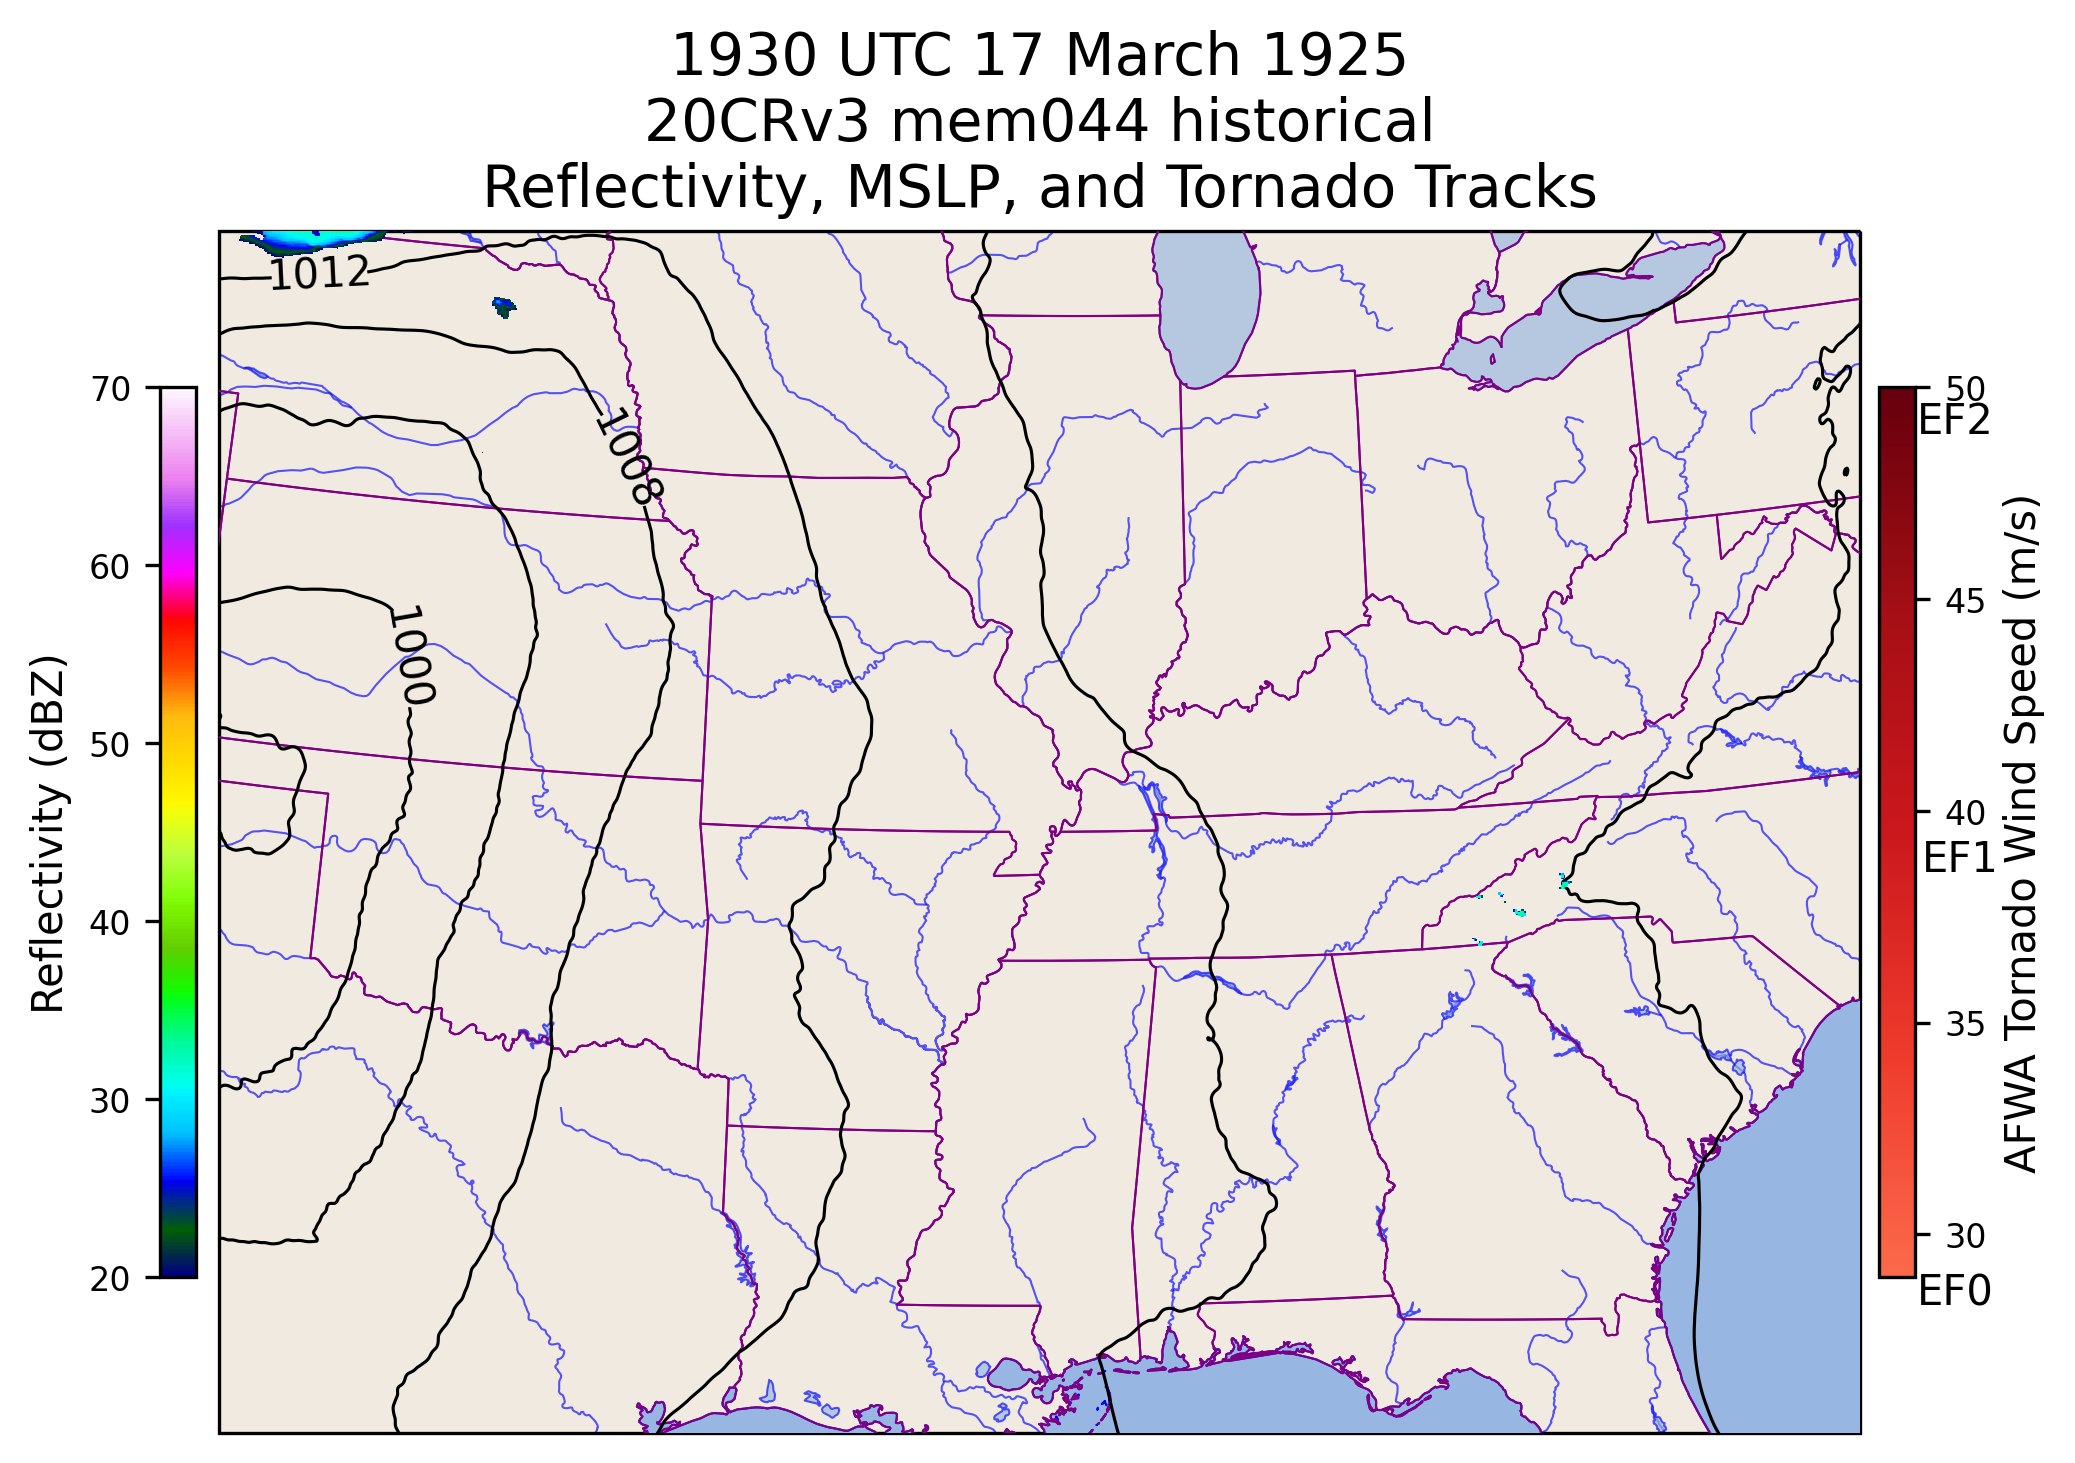 1930 UTC 17 March 1925
20CRv3 mem044 historical
Reflectivity, MSLP, and Tornado Tracks
1012
1008
1000
70
60
50
40
30
20
Reflectivity (dBZ)
50
EF2
45
40
EF1
35
30
EF0
AFWA Tornado Wind Speed (m/s)